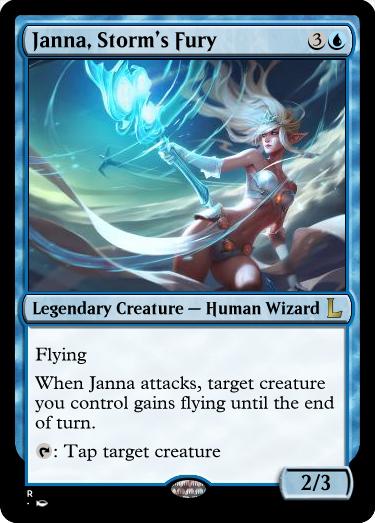 Janna, Storm's Fury 3
Legendary Creature — Human Wizard L
Flying
When Janna attacks, target creature
you control gains flying until the end
of turn.
: Tap target creature
2/3
R